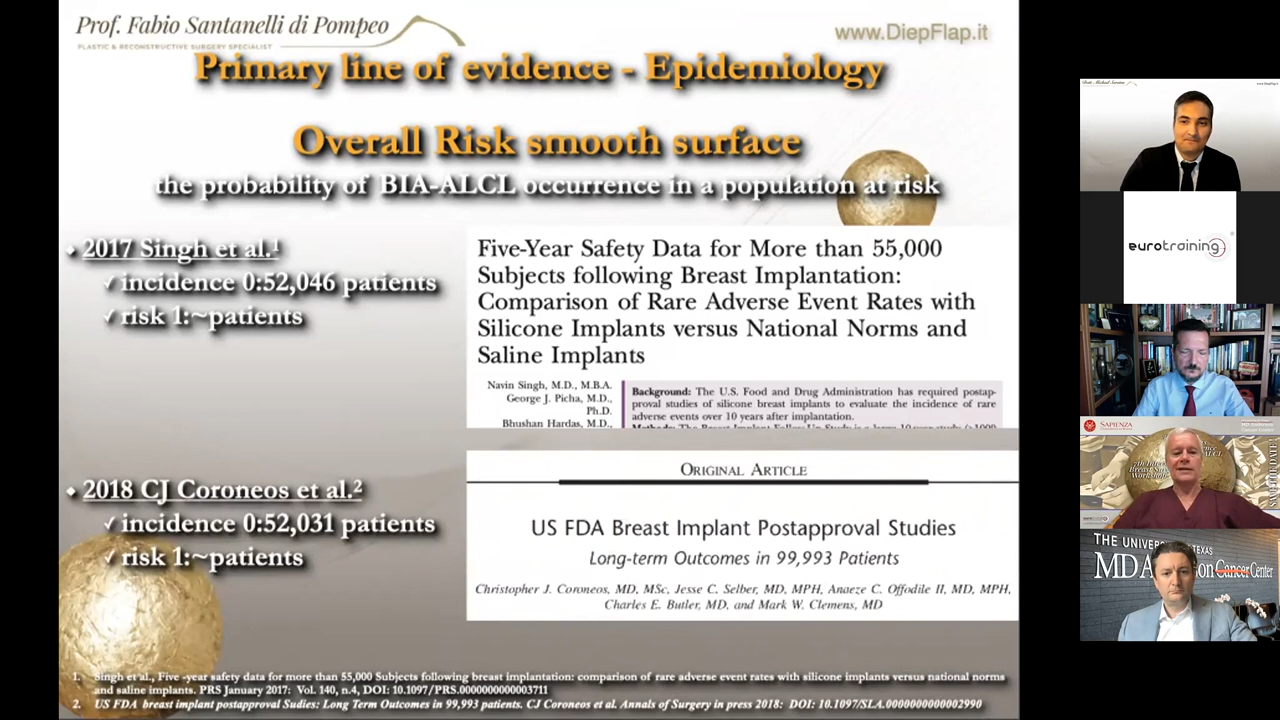 Prof. Fabio Santanelli di Pompeo
PLASTIC & RECONSTRUCTIVE SURGERY SPECIALIST
www.DiepFlap.it
Primary line of evidence - Epidemiology
Overall Risk smooth surface
the probability of BIA-ALCL occurrence in a population at risk
2017 Singh et al.1
✓ incidence 0:52,046 patients
✓ risk 1:~patients
Five-Year Safety Data for More than 55,000
Subjects following Breast Implantation:
Comparison of Rare Adverse Event Rates with
Silicone Implants versus National Norms and
Saline Implants
Navin Singh, M.D., M.B.A.
George J. Picha, M.D.,
Ph.D.
Bhushan Hardas, M.D.,
Background: The U.S. Food and Drug Administration has required postap-
proval studies of silicone breast implants to evaluate the incidence of rare
adverse events over 10 years after implantation.
2018 CJ Coroneos et al.2
✓ incidence 0:52,031 patients
✓ risk 1:~patients
ORIGINAL ARTICLE
US FDA Breast Implant Postapproval Studies
Long-term Outcomes in 99,993 Patients
Christopher J. Coroneos, MD, MSc, Jesse C. Selber, MD, MPH, Anaeze C. Offodile II, MD, MPH,
Charles E. Butler, MD, and Mark W. Clemens, MD
1. Singh et al., Five -year safety data for more than 55,000 Subjects following breast implantation: comparison of rare adverse event rates with silicone implants versus national norms
and saline implants. PRS January 2017: Vol. 140, n.4, DOI: 10.1097/PRS.0000000000003711
2. US FDA breast implant postapproval Sudies: Long Term Outcomes in 99,993 patients. CJ Coroneos et al. Annals of Surgery in press 2018: DOI: 10.1097/SLA.0000000000002990
eurotraining
SAPIENZA
THE UNIVER TEXAS
MD A on Cancer Center